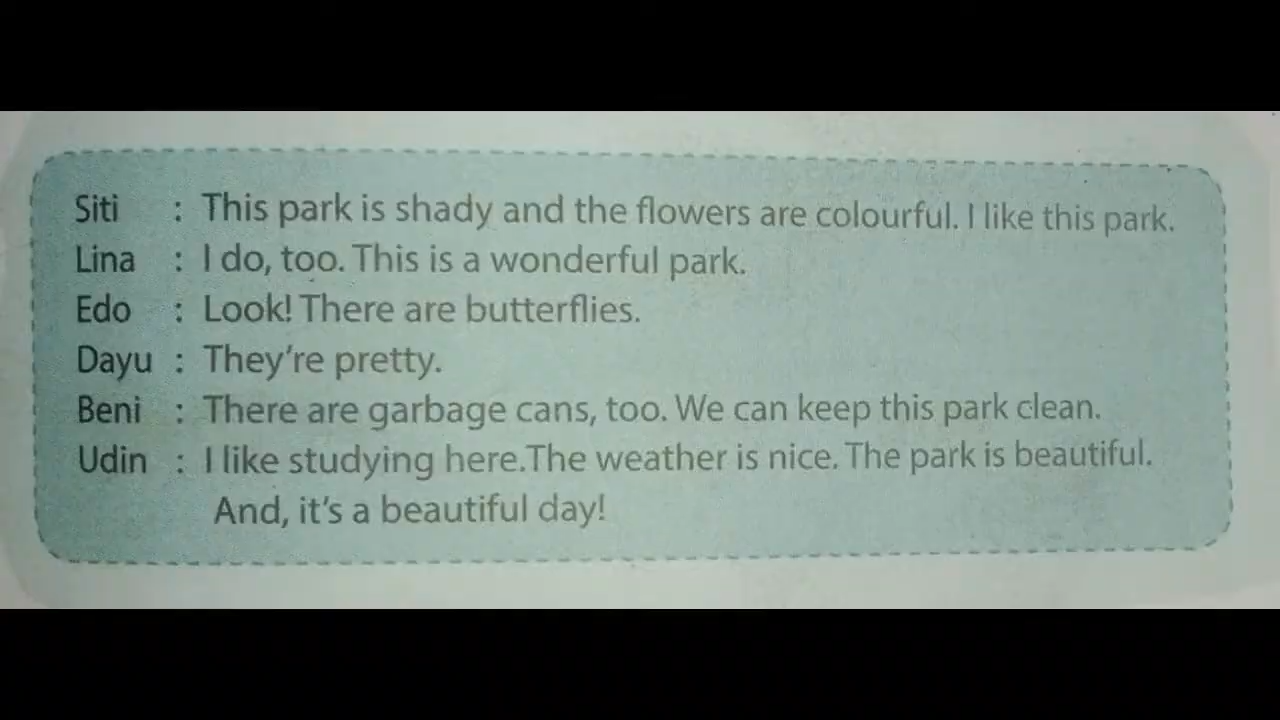 Siti : This park is shady and the flowers are colourful. I like this park.
Lina : I do, too. This is a wonderful park.
Edo : Look! There are butterflies.
Dayu : They're pretty.
Beni : There are garbage cans, too. We can keep this park clean.
Udin : I like studying here.The weather is nice. The park is beautiful.
And, it's a beautiful day!